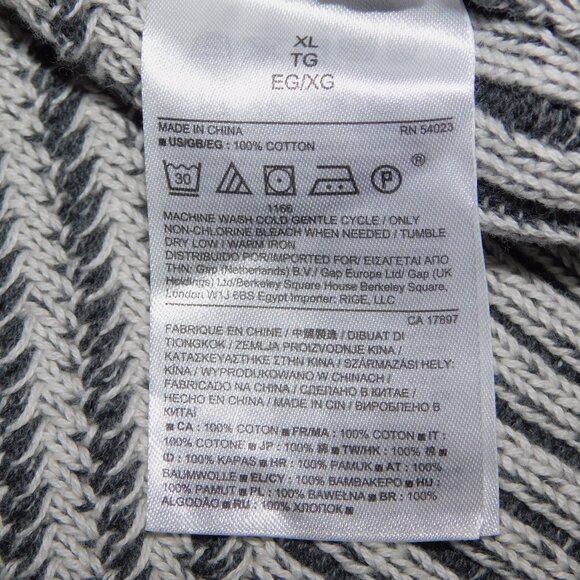 XL
TG
EG/XG
MADE IN CHINA RN 54023
■ US/GB/EG : 100% COTTON
30 P ®
1166
MACHINE WASH COLD GENTLE CYCLE / ONLY
NON-CHLORINE BLEACH WHEN NEEDED / TUMBLE
DRY LOW / WARM IRON
DISTRIBUIDO POR/IMPORTED FOR/ ΕΙΣΑΓΕΤΑΙ ΑΠΟ
ΤΗΝ: Gap (Netherlands) B.V./ Gap Europe Ltd/ Gap (UK
Holdings) Ltd/Berkeley Square House Berkeley Square,
London W1J 6BS Egypt Importer: RIGE, LLC
CA 17897
FABRIQUE EN CHINE / 中國製造 / DIBUAT DI
TIONGKOK / ZEMLJA PROIZVODNJE KINA /
ΚΑΤΑΣΚΕΥΑΣΤΗΚΕ ΣΤΗΝ ΚΙΝΑ / SZÁRMAZÁSI HELY:
KÍNA / WYPRODUKOWANO W CHINACH /
FABRICADO NA CHINA / СДЕЛАНО В КИТАЕ /
HECHO EN CHINA / MADE IN CIN / ВИРОБЛЕНО В
КИТАІ
■ CA : 100% COTON ■ FR/MA : 100% COTON ■ IT :
100% COTONE ■ JP : 100% 棉 ■ TW/HK : 100% 棉 ■
ID : 100% KAPAS ■ HR : 100% PAMUK ■ AT : 100%
BAUMWOLLE ■ EL/CY : 100% ΒΑΜΒΑΚΕΡΟ ■ HU :
100% PAMUT ■ PL : 100% BAWEŁNA ■ BR : 100%
ALGODÃO ■ RU : 100% ХЛОПОК